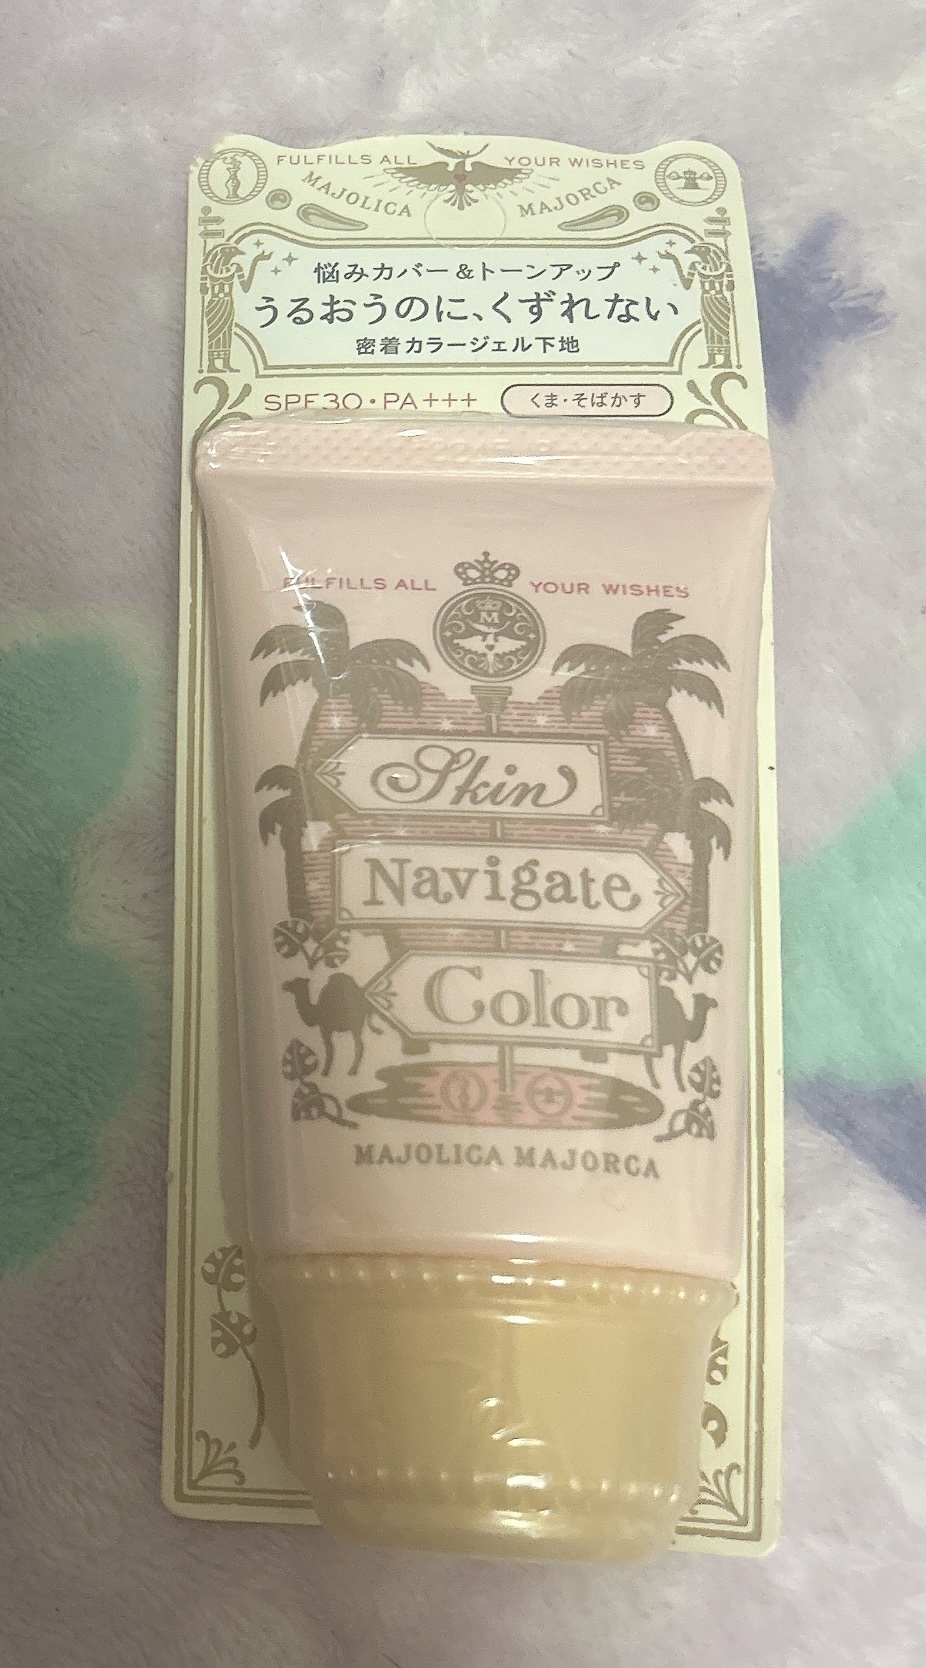 FULFILLS ALL YOUR WISHES
MAJOLICA MAJORCA
悩みカバー&トーンアップ
うるおうのに、くずれない
密着カラージェル下地
SPF30・PA+++ くま・そばかす
FULFILLS ALL YOUR WISHES
M
Skin
Navigate
Color
MAJOLICA MAJORCA